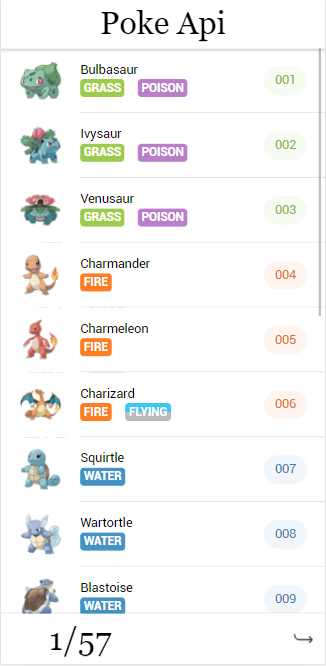 Poke Api
Bulbasaur
GRASS POISON
001
Ivysaur
GRASS POISON
002
Venusaur
GRASS POISON
003
Charmander
FIRE
004
Charmeleon
FIRE
005
Charizard
FIRE FLYING
006
Squirtle
WATER
007
Wartortle
WATER
008
Blastoise
WATER
009
1/57